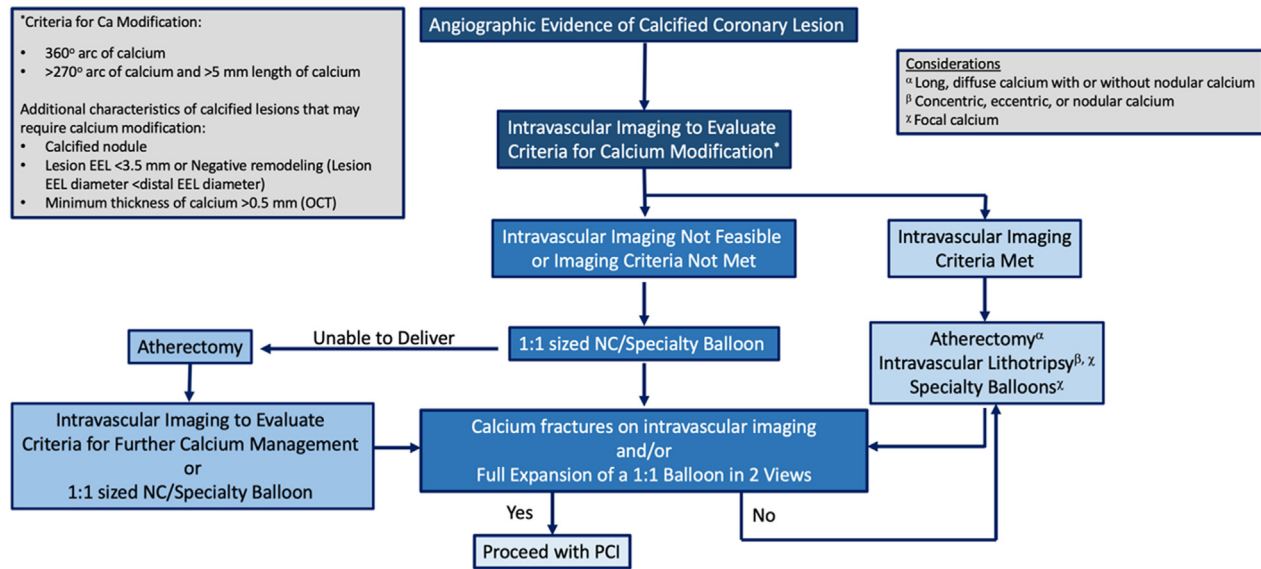 *Criteria for Ca Modification:
• 360° arc of calcium
• >270° arc of calcium and >5 mm length of calcium
Additional characteristics of calcified lesions that may
require calcium modification:
• Calcified nodule
• Lesion EEL <3.5 mm or Negative remodeling (Lesion
EEL diameter <distal EEL diameter)
• Minimum thickness of calcium >0.5 mm (OCT)
Angiographic Evidence of Calcified Coronary Lesion
Considerations
α Long, diffuse calcium with or without nodular calcium
β Concentric, eccentric, or nodular calcium
χ Focal calcium
Intravascular Imaging to Evaluate
Criteria for Calcium Modification*
Intravascular Imaging Not Feasible
or Imaging Criteria Not Met
Intravascular Imaging
Criteria Met
Atherectomy
Unable to Deliver
1:1 sized NC/Specialty Balloon
Atherectomyα
Intravascular Lithotripsyβ, χ
Specialty Balloonsχ
Intravascular Imaging to Evaluate
Criteria for Further Calcium Management
or
1:1 sized NC/Specialty Balloon
Calcium fractures on intravascular imaging
and/or
Full Expansion of a 1:1 Balloon in 2 Views
Yes
No
Proceed with PCI